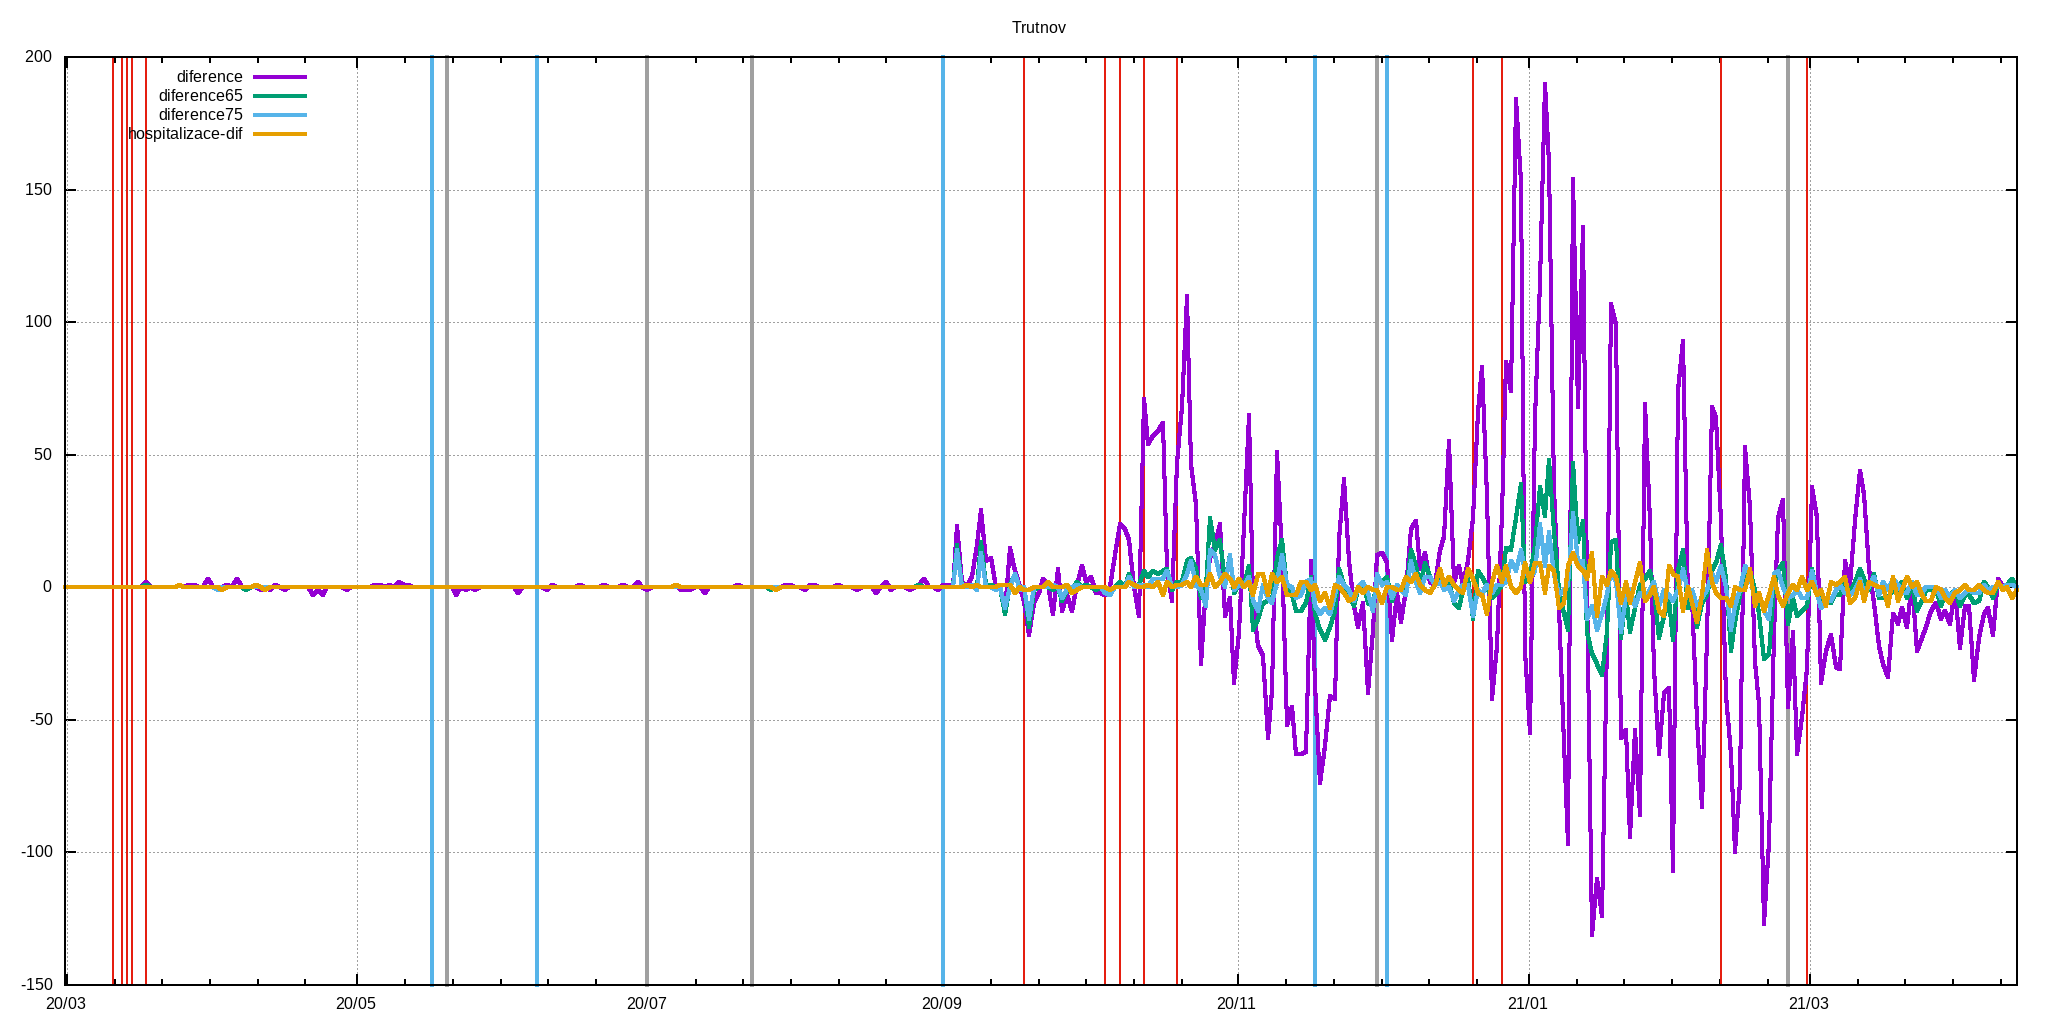 Trutnov
200
150
100
50
0
-50
-100
-150
diference
diference65
diference75
hospitalizace-dif
20/03 20/05 20/07 20/09 20/11 21/01 21/03